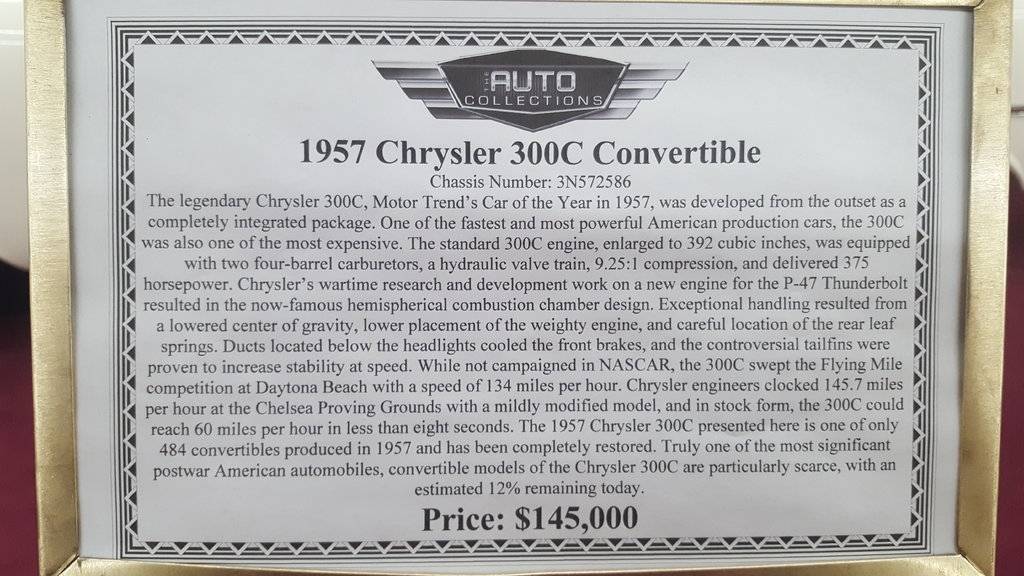 THE AUTO
COLLECTIONS
1957 Chrysler 300C Convertible
Chassis Number: 3N572586
The legendary Chrysler 300C, Motor Trend's Car of the Year in 1957, was developed from the outset as a
completely integrated package. One of the fastest and most powerful American production cars, the 300C
was also one of the most expensive. The standard 300C engine, enlarged to 392 cubic inches, was equipped
with two four-barrel carburetors, a hydraulic valve train, 9.25:1 compression, and delivered 375
horsepower. Chrysler's wartime research and development work on a new engine for the P-47 Thunderbolt
resulted in the now-famous hemispherical combustion chamber design. Exceptional handling resulted from
a lowered center of gravity, lower placement of the weighty engine, and careful location of the rear leaf
springs. Ducts located below the headlights cooled the front brakes, and the controversial tailfins were
proven to increase stability at speed. While not campaigned in NASCAR, the 300C swept the Flying Mile
competition at Daytona Beach with a speed of 134 miles per hour. Chrysler engineers clocked 145.7 miles
per hour at the Chelsea Proving Grounds with a mildly modified model, and in stock form, the 300C could
reach 60 miles per hour in less than eight seconds. The 1957 Chrysler 300C presented here is one of only
484 convertibles produced in 1957 and has been completely restored. Truly one of the most significant
postwar American automobiles, convertible models of the Chrysler 300C are particularly scarce, with an
estimated 12% remaining today.
Price: $145,000